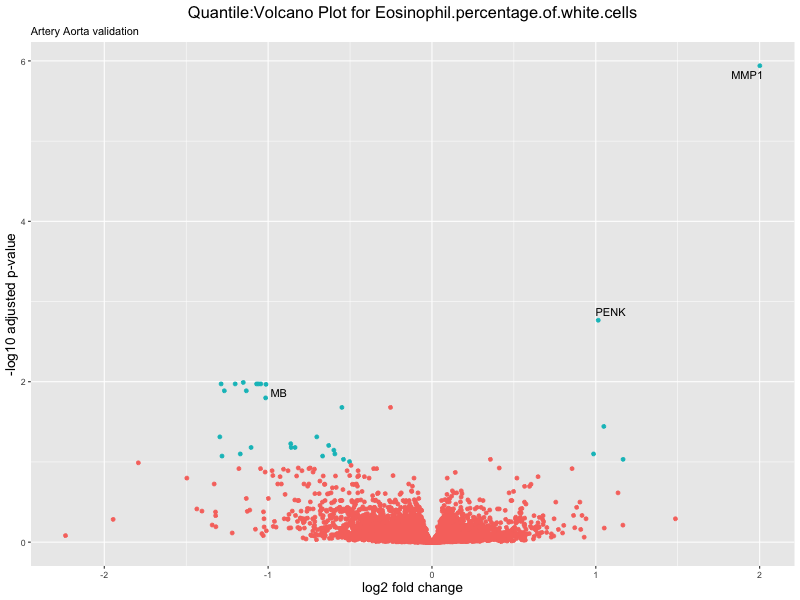 Quantile:Volcano Plot for Eosinophil.percentage.of.white.cells
Artery Aorta validation
6
MMP1
4
-log10 adjusted p-value
PENK
2
MB
0
-2 -1 0 1 2
log2 fold change